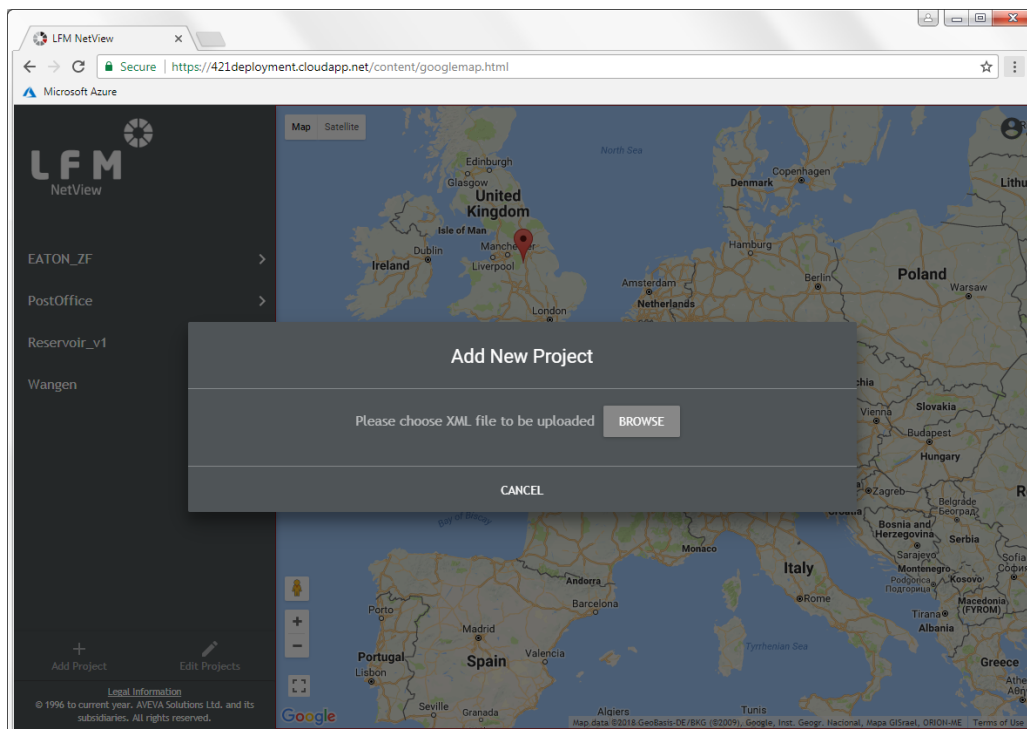 LFM NetView
Secure | https://421deployment.cloudapp.net/content/googlemap.html
Microsoft Azure
LFM
NetView
EATON_ZF
PostOffice
Reservoir_v1
Wangen
Add Project
Edit Projects
Legal Information
© 1996 to current year. AVEVA Solutions Ltd. and its
subsidiaries. All rights reserved.
Map Satellite
North Sea
Edinburgh
Glasgow
United
Kingdom
Isle of Man
Dublin
Ireland
Liverpool
London
Copenhagen
Denmark
Hamburg
Amsterdam
Netherlands
Berlin
Poland
Warsaw
Add New Project
Please choose XML file to be uploaded
BROWSE
CANCEL
Vienna
Slovakia
Budapest
Hungary
Zagreb
Belgrade
Београд
Bay of Biscay
Bosnia and
Herzegovina
Serbia
Sarajevo
Monaco
Montenegro
Kosovo
Podgorica
Подгорица
Italy
Rome
Andorra
Barcelona
Macedonia
(FYROM)
Tirana
Albania
Porto
Madrid
Portugal
Spain
Valencia
Lisbon
Tyrrhenian Sea
Greece
Seville
Granada
Algiers
Tunis
Google
Map data ©2018 GeoBasis-DE/BKG (©2009), Google, Inst. Geogr. Nacional, Mapa GISrael, ORION-ME
Terms of Use